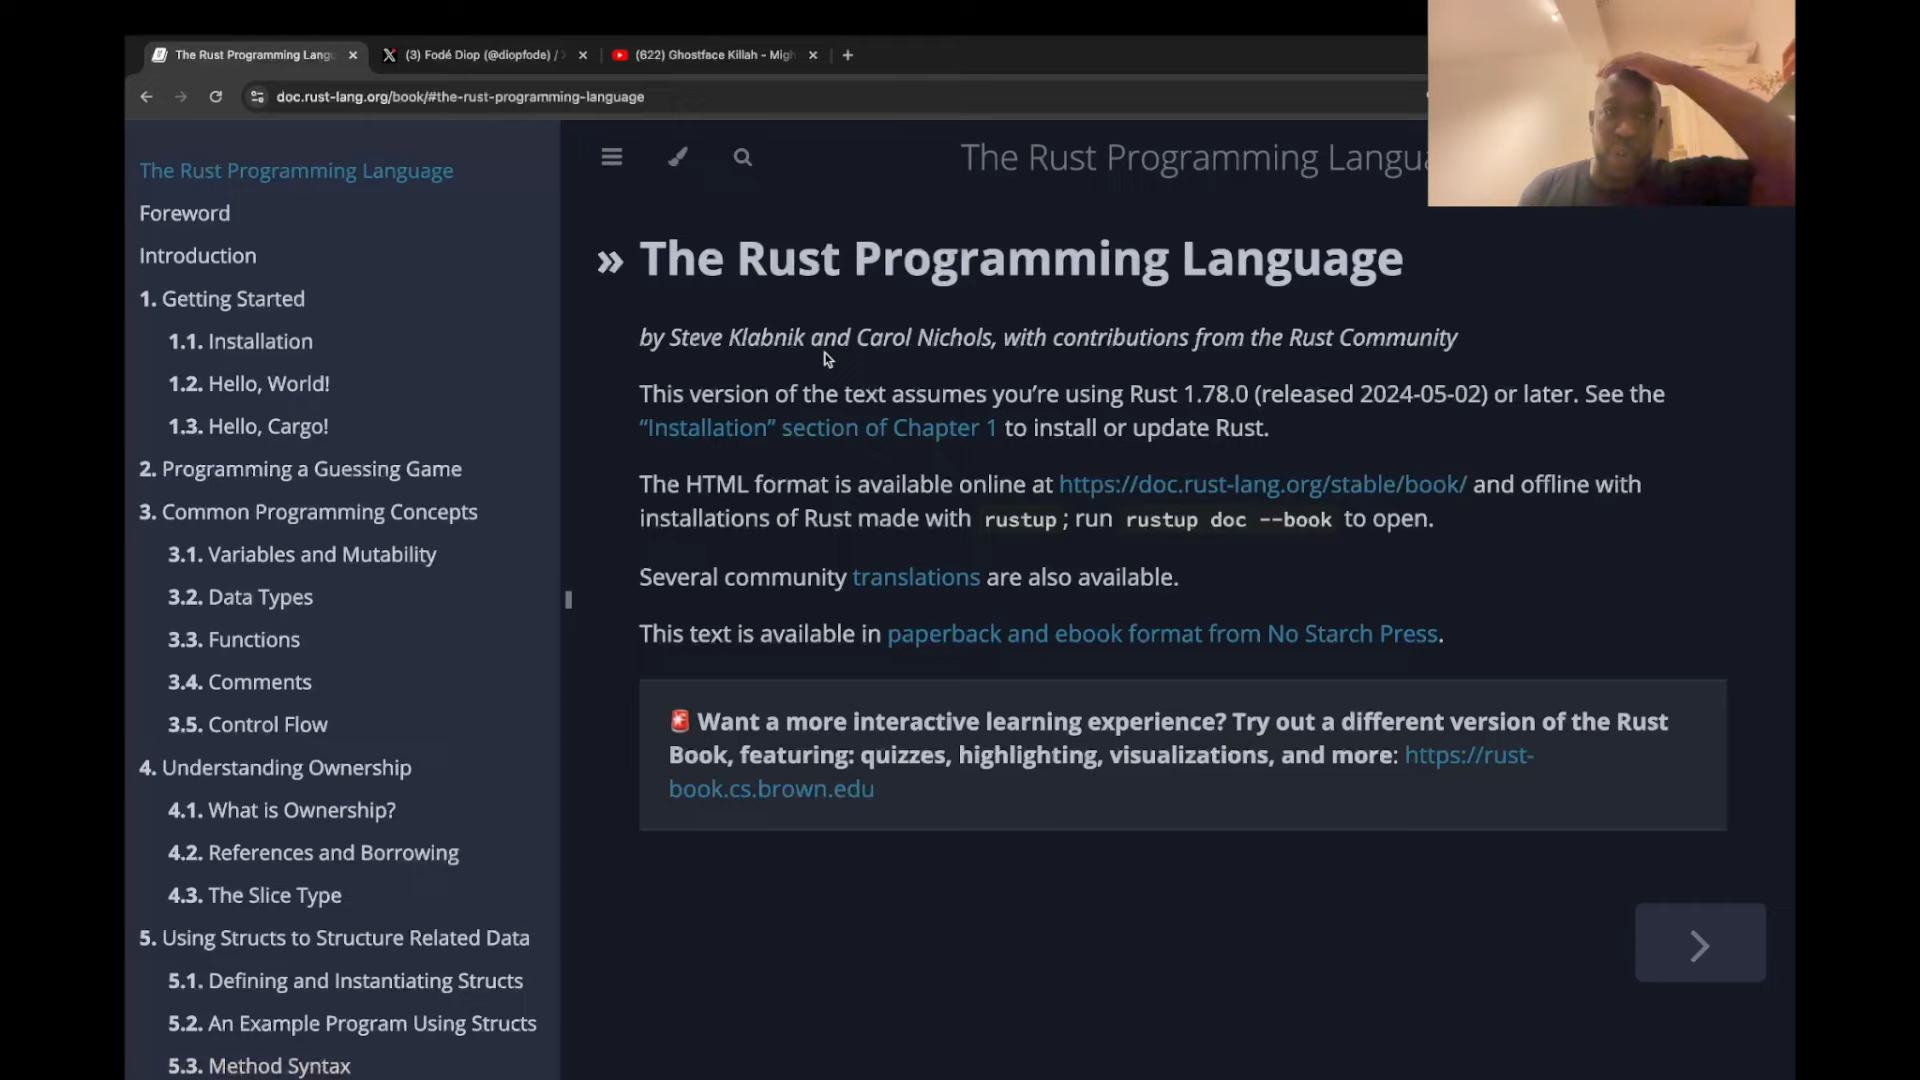 The Rust Programming Lang
(3) Fodé Diop (@diopfode) /
(622) Ghostface Killah - Migh
doc.rust-lang.org/book/#the-rust-programming-language
The Rust Programming Language
Foreword
Introduction
1. Getting Started
1.1. Installation
1.2. Hello, World!
1.3. Hello, Cargo!
2. Programming a Guessing Game
3. Common Programming Concepts
3.1. Variables and Mutability
3.2. Data Types
3.3. Functions
3.4. Comments
3.5. Control Flow
4. Understanding Ownership
4.1. What is Ownership?
4.2. References and Borrowing
4.3. The Slice Type
5. Using Structs to Structure Related Data
5.1. Defining and Instantiating Structs
5.2. An Example Program Using Structs
5.3. Method Syntax
The Rust Programming Langua
» The Rust Programming Language
by Steve Klabnik and Carol Nichols, with contributions from the Rust Community
This version of the text assumes you’re using Rust 1.78.0 (released 2024-05-02) or later. See the
“Installation” section of Chapter 1 to install or update Rust.
The HTML format is available online at https://doc.rust-lang.org/stable/book/ and offline with
installations of Rust made with rustup; run rustup doc --book to open.
Several community translations are also available.
This text is available in paperback and ebook format from No Starch Press.
🚨 Want a more interactive learning experience? Try out a different version of the Rust
Book, featuring: quizzes, highlighting, visualizations, and more: https://rust-
book.cs.brown.edu